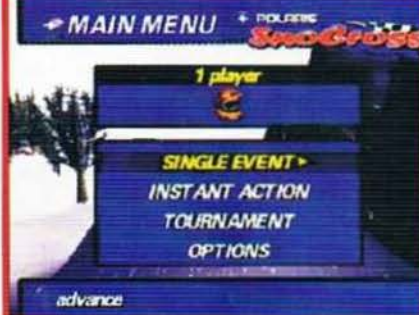 MAIN MENU
POLARIS
SnoCross
1 player
SINGLE EVENT
INSTANT ACTION
TOURNAMENT
OPTIONS
advance